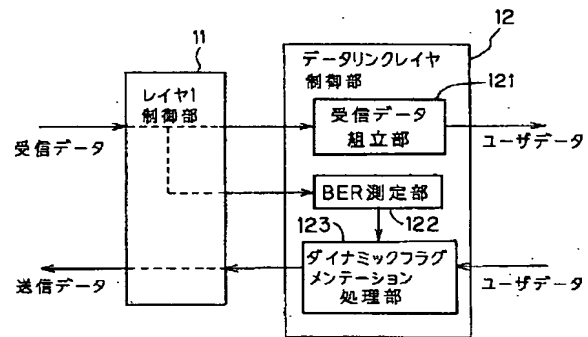 11
12
データリンクレイヤ
制御部
121
レイヤ1
制御部
受信データ
組立部
受信データ
ユーザデータ
BER測定部
122
123
ダイナミックフラグ
メンテーション
処理部
送信データ
ユーザデータ